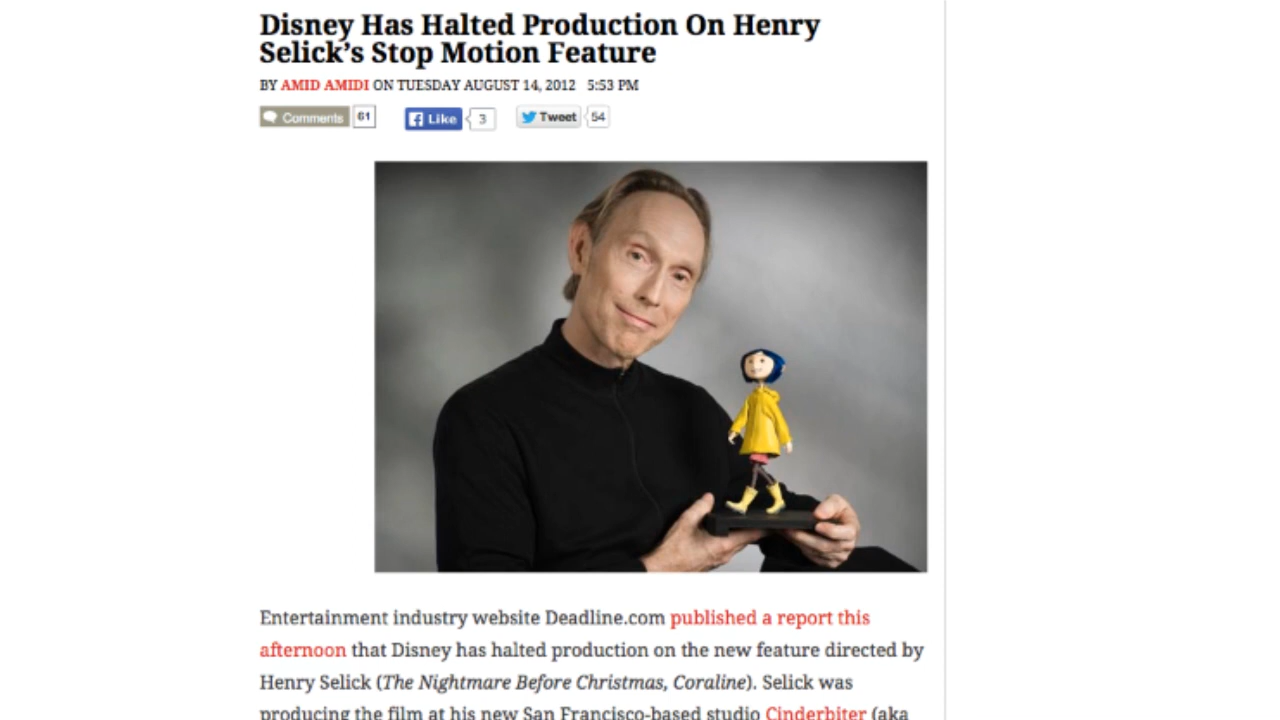 Disney Has Halted Production On Henry
Selick’s Stop Motion Feature
BY AMID AMIDI ON TUESDAY AUGUST 14, 2012 5:53 PM
Comments 61 Like 3 Tweet 54
Entertainment industry website Deadline.com published a report this
afternoon that Disney has halted production on the new feature directed by
Henry Selick (The Nightmare Before Christmas, Coraline). Selick was
producing the film at his new San Francisco-based studio Cinderbiter (aka